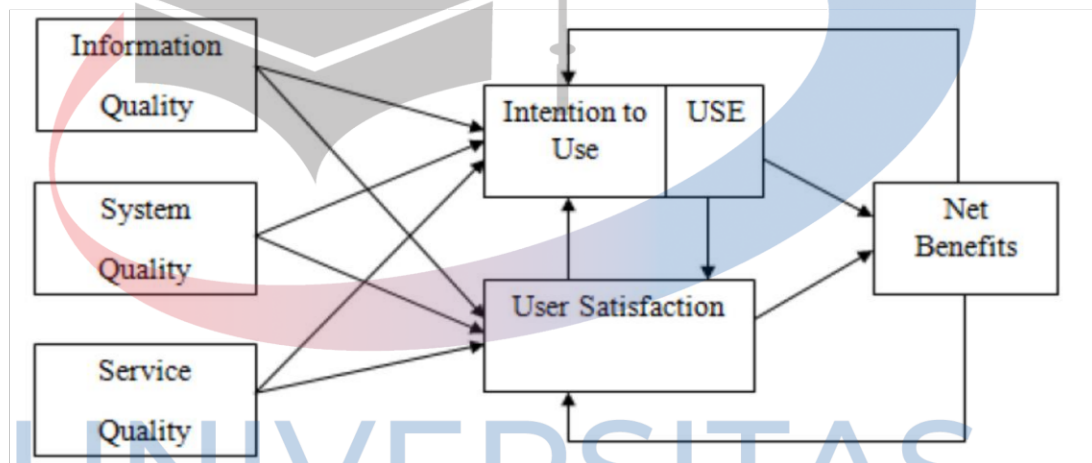 Information
Quality
System
Quality
Service
Quality
Intention to
Use
USE
User Satisfaction
Net
Benefits
UNIVERSITAS